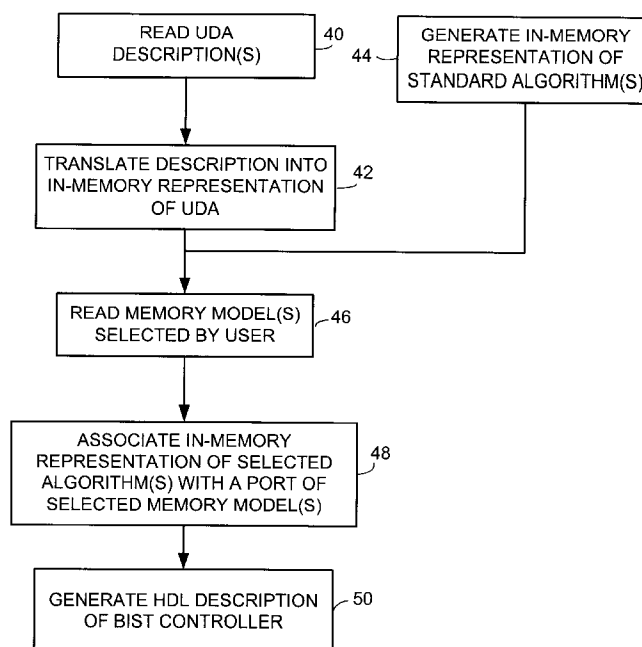 READ UDA
DESCRIPTION(S)
40
44
GENERATE IN-MEMORY
REPRESENTATION OF
STANDARD ALGORITHM(S)
TRANSLATE DESCRIPTION INTO
IN-MEMORY REPRESENTATION
OF UDA
42
READ MEMORY MODEL(S)
SELECTED BY USER
46
ASSOCIATE IN-MEMORY
REPRESENTATION OF SELECTED
ALGORITHM(S) WITH A PORT OF
SELECTED MEMORY MODEL(S)
48
GENERATE HDL DESCRIPTION
OF BIST CONTROLLER
50